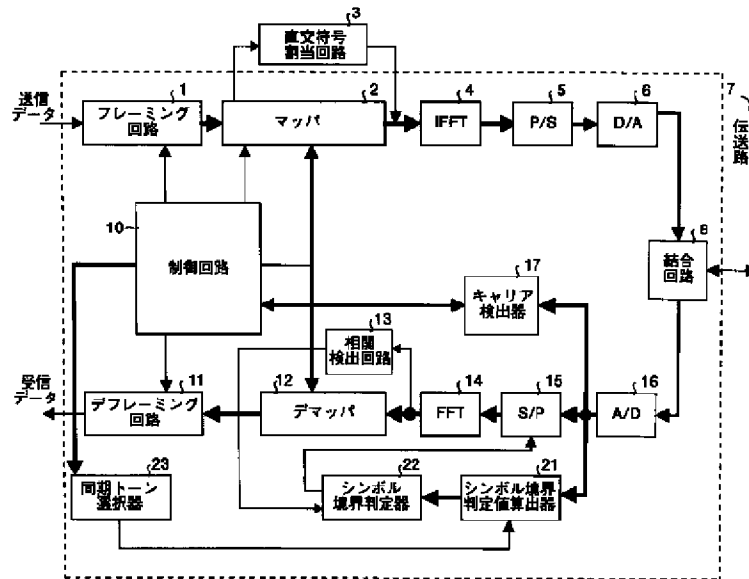 3
直交符号
割当回路
送信
データ
1
フレーミング
回路
2
マッパ
4
IFFT
5
P/S
6
D/A
7
伝送路
8
結合
回路
10
制御回路
17
キャリア
検出器
13
相関
検出回路
受信
データ
11
デフレーミング
回路
12
デマッパ
14
FFT
15
S/P
16
A/D
23
同期トーン
選択器
22
シンボル
境界判定器
21
シンボル境界
判定値算出器